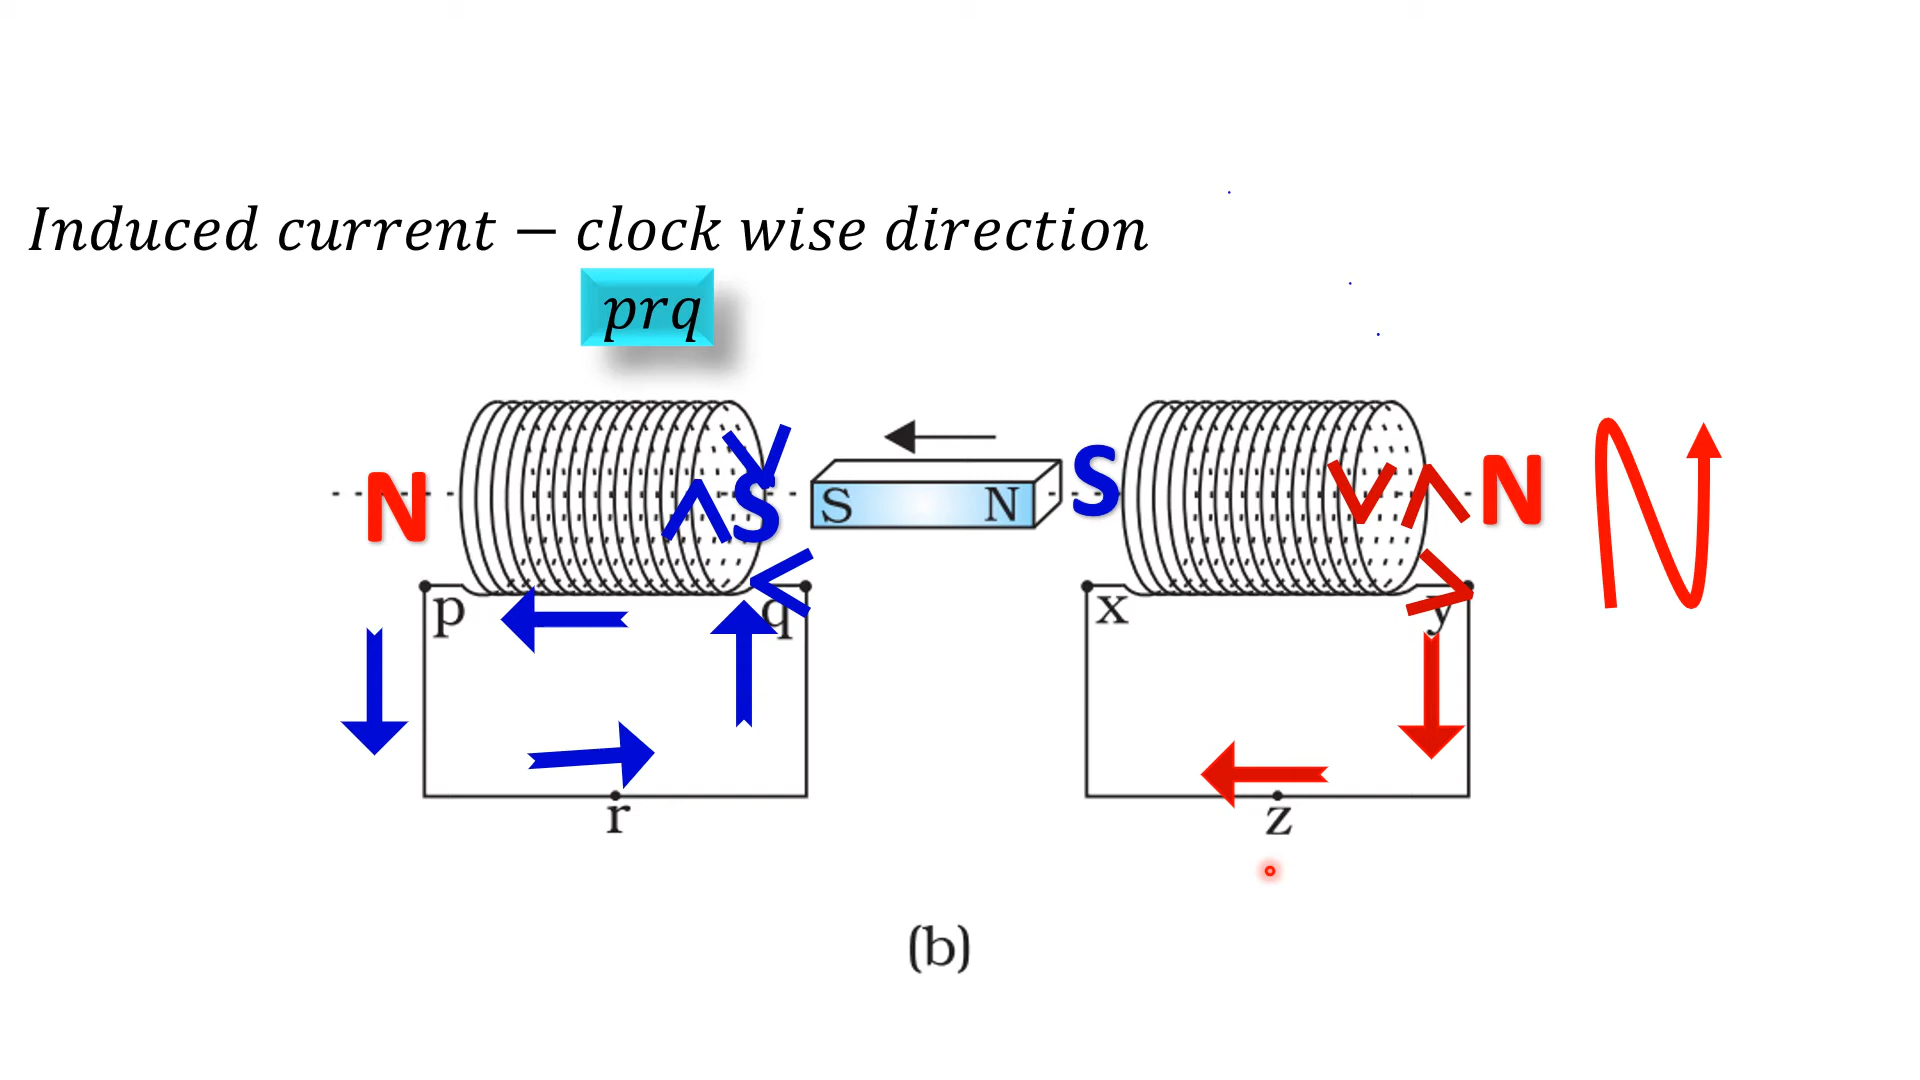 Induced current – clock wise direction
prq
N S S N S N
p q x y
r z
(b)